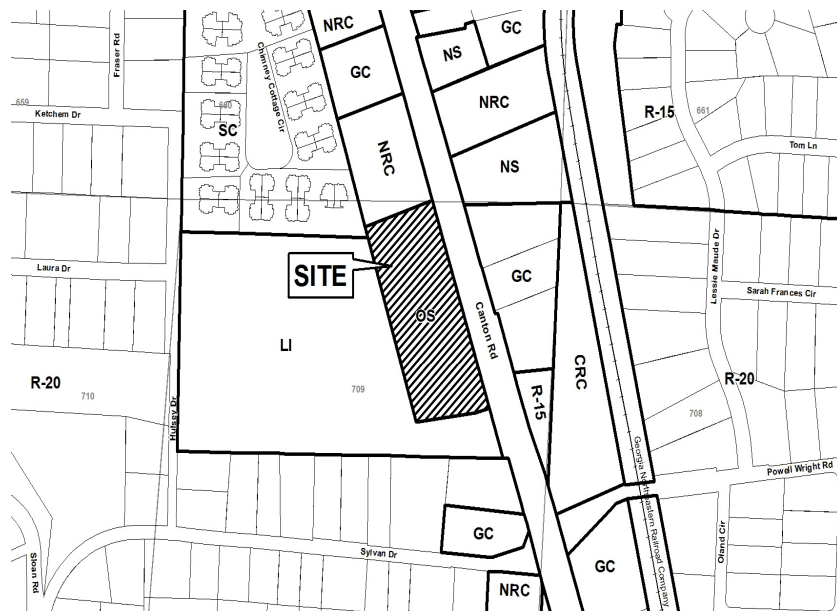 NRC
GC
NS
GC
NRC
Fraser Rd
Chimney Cottage Cir
659
Ketchem Dr
SC
R-15
661
Tom Ln
NRC
NS
Laura Dr
SITE
OS
Canton Rd
GC
Lessie Maude Dr
Sarah Frances Cir
LI
R-20
710
709
Hulsey Dr
R-15
CRC
R-20
708
Georgia Northeastern Railroad Company
Powell Wright Rd
GC
Sylvan Dr
Sloan Rd
NRC
GC
Oland Cir